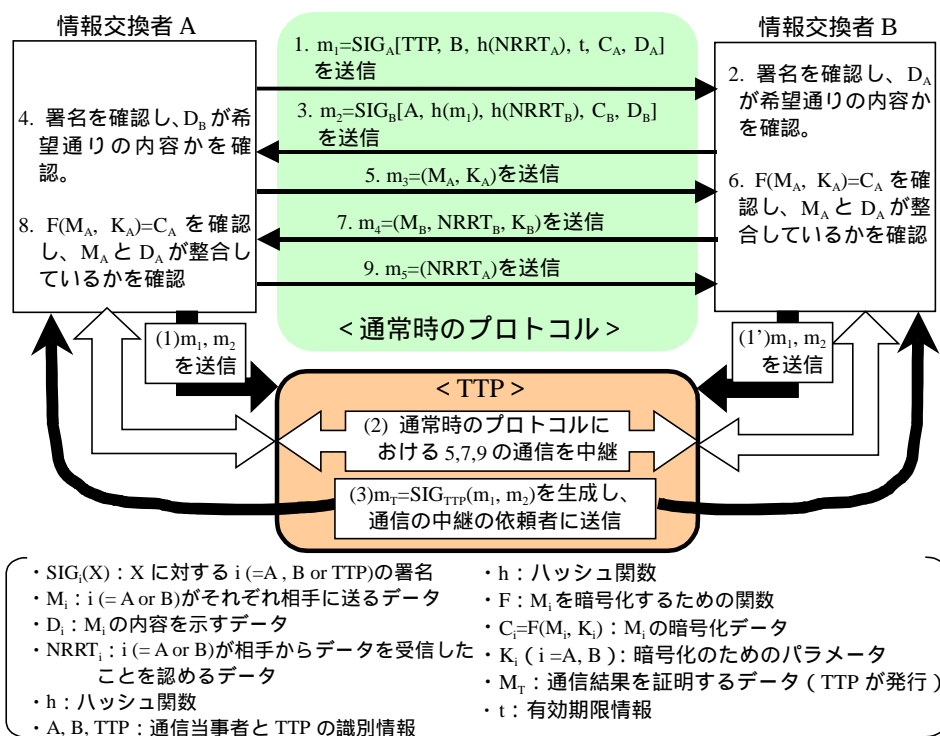 情報交換者 A
情報交換者 B
1. m1=SIGA[TTP, B, h(NRRTA), t, CA, DA]
を送信
2. 署名を確認し、DA
が希望通りの内容か
を確認。
3. m2=SIGB[A, h(m1), h(NRRTB), CB, DB]
を送信
4. 署名を確認し、DBが希
望通りの内容かを確
認。
5. m3=(MA, KA)を送信
6. F(MA, KA)=CA を確認
し、MAとDAが整
合しているかを確認
7. m4=(MB, NRRTB, KB)を送信
8. F(MA, KA)=CA を確認
し、MAとDAが整合し
ているかを確認
9. m5=(NRRTA)を送信
<通常時のプロトコル>
(1)m1, m2
を送信
(1’)m1, m2
を送信
<TTP>
(2) 通常時のプロトコルに
おける 5,7,9 の通信を中継
(3)mT=SIGTTP(m1, m2)を生成し、
通信の中継の依頼者に送信
・SIGi(X)：X に対する i (=A , B or TTP)の署名
・Mi：i (= A or B)がそれぞれ相手に送るデータ
・Di：Miの内容を示すデータ
・NRRTi：i (= A or B)が相手からデータを受信した
ことを認めるデータ
・h：ハッシュ関数
・A, B, TTP：通信当事者と TTP の識別情報
・h：ハッシュ関数
・F：Miを暗号化するための関数
・Ci=F(Mi, Ki)：Miの暗号化データ
・Ki（i =A, B）：暗号化のためのパラメータ
・MT：通信結果を証明するデータ（TTP が発行）
・t：有効期限情報